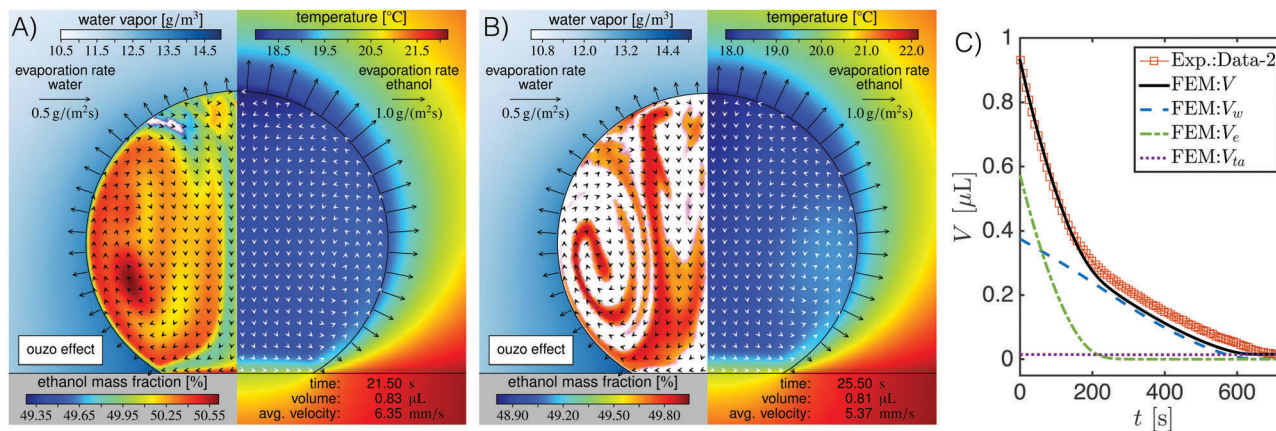 A)
water vapor [g/m³]
10.5 11.5 12.5 13.5 14.5
temperature [°C]
18.5 19.5 20.5 21.5
evaporation rate
water
0.5 g/(m²s)
evaporation rate
ethanol
1.0 g/(m²s)
ouzo effect
ethanol mass fraction [%]
49.35 49.65 49.95 50.25 50.55
time: 21.50 s
volume: 0.83 μL
avg. velocity: 6.35 mm/s
B)
water vapor [g/m³]
10.8 12.0 13.2 14.4
temperature [°C]
18.0 19.0 20.0 21.0 22.0
evaporation rate
water
0.5 g/(m²s)
evaporation rate
ethanol
1.0 g/(m²s)
ouzo effect
ethanol mass fraction [%]
48.90 49.20 49.50 49.80
time: 25.50 s
volume: 0.81 μL
avg. velocity: 5.37 mm/s
C)
Exp.:Data-2
FEM:V
FEM:Vw
FEM:Ve
FEM:Vta
V [μL]
1
0.8
0.6
0.4
0.2
0
0 200 400 600
t [s]